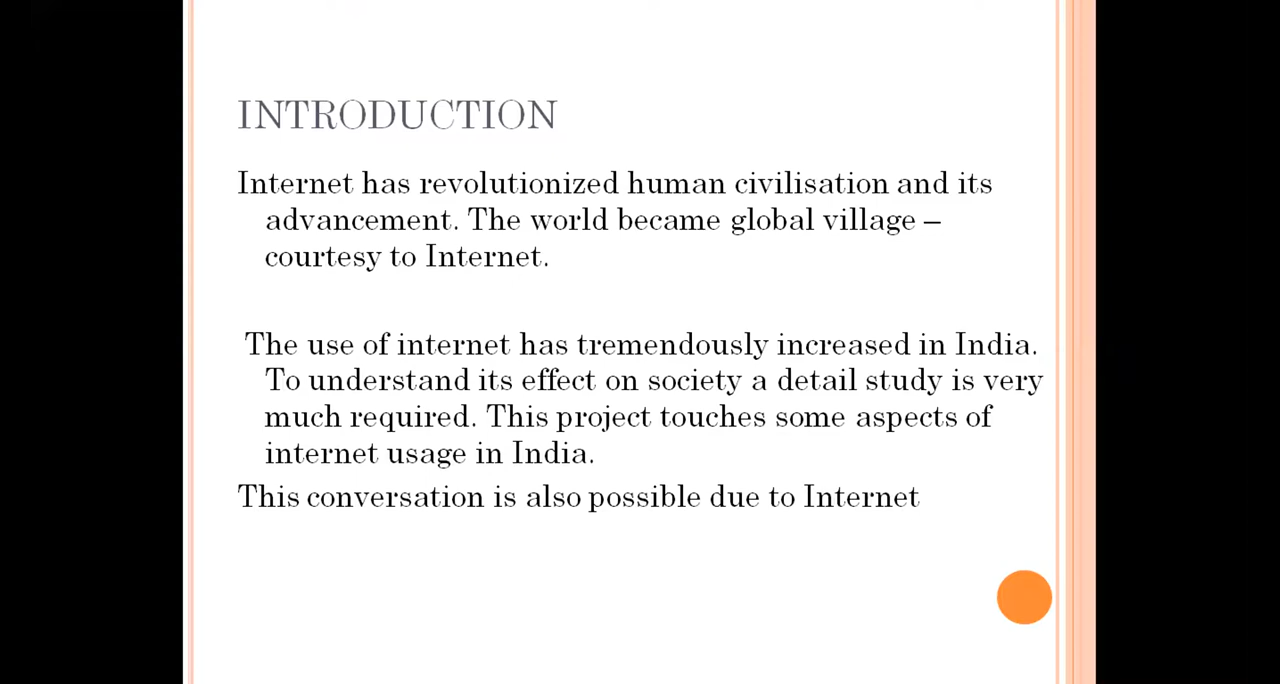 INTRODUCTION
Internet has revolutionized human civilisation and its
advancement. The world became global village –
courtesy to Internet.
The use of internet has tremendously increased in India.
To understand its effect on society a detail study is very
much required. This project touches some aspects of
internet usage in India.
This conversation is also possible due to Internet